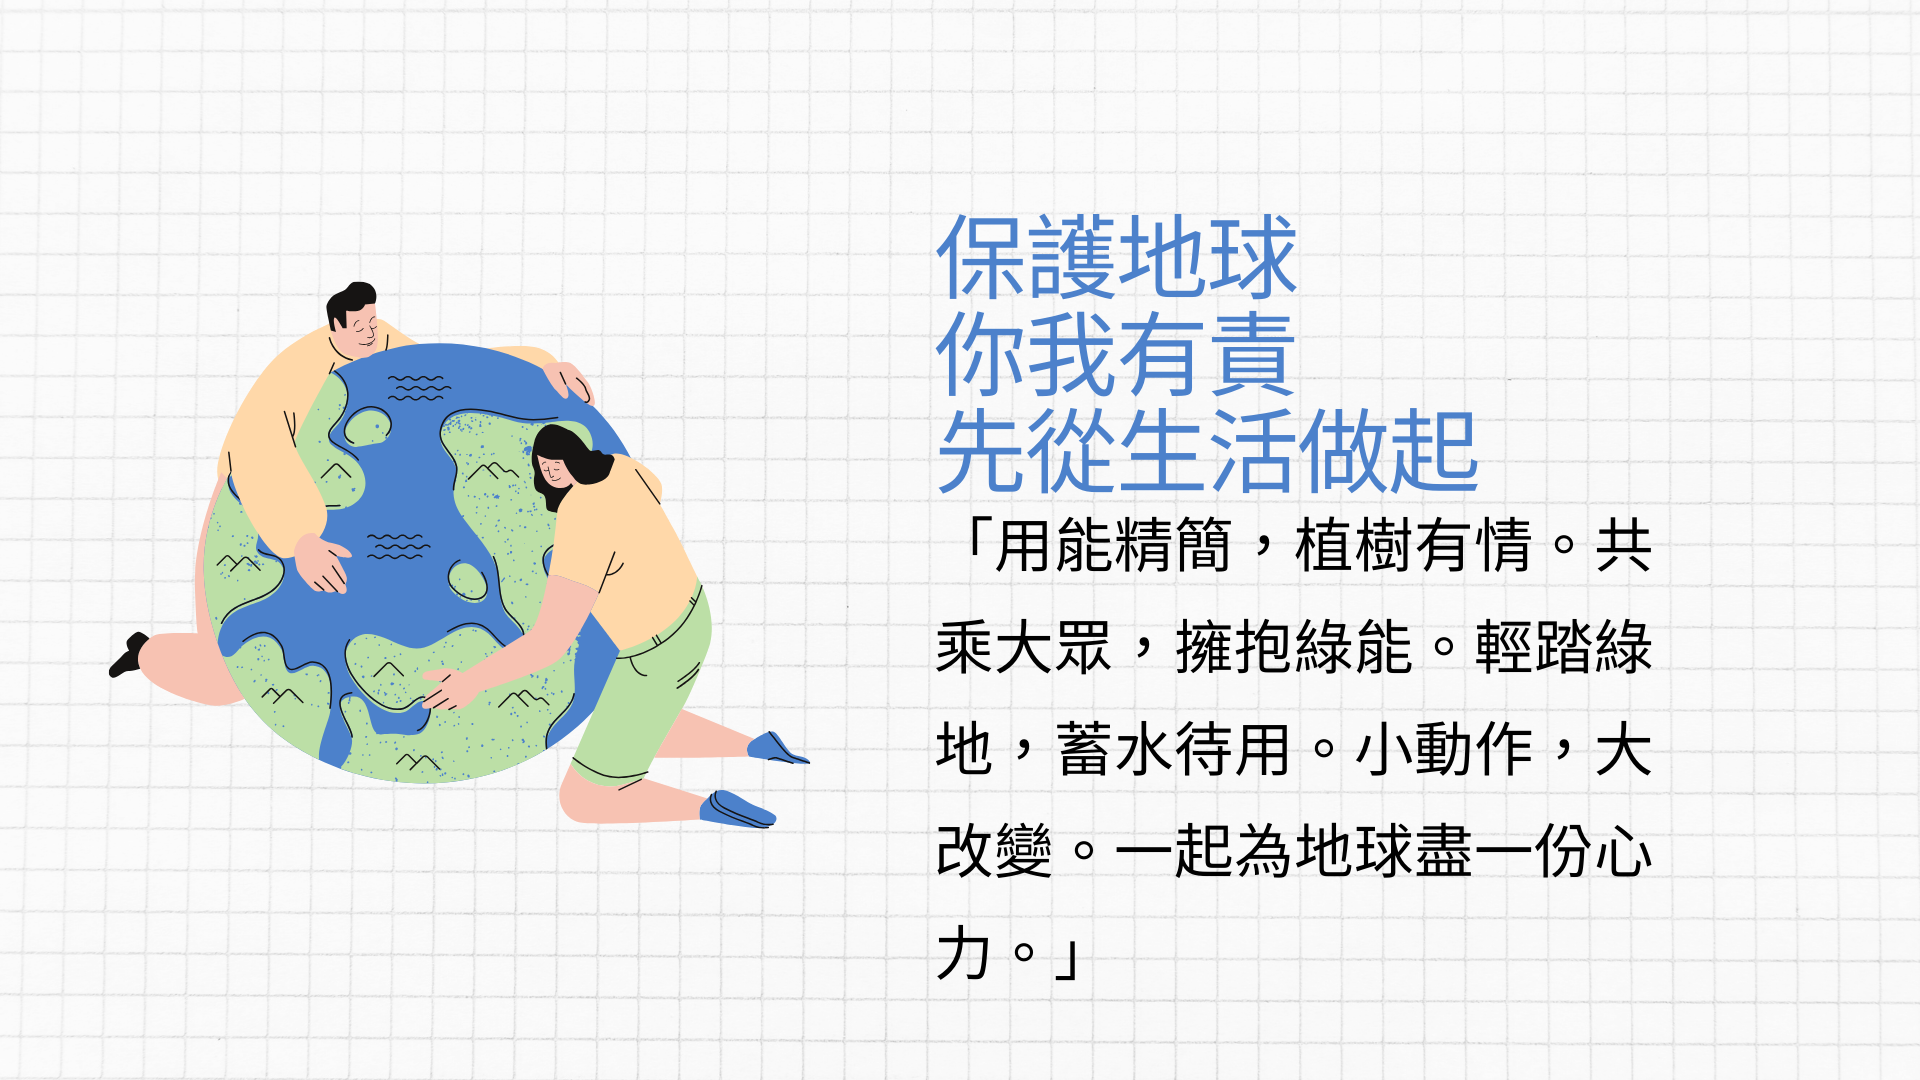 保護地球
你我有責
先從生活做起
「用能精簡，植樹有情。共
乘大眾，擁抱綠能。輕踏綠
地，蓄水待用。小動作，大
改變。一起為地球盡一份心
力。」